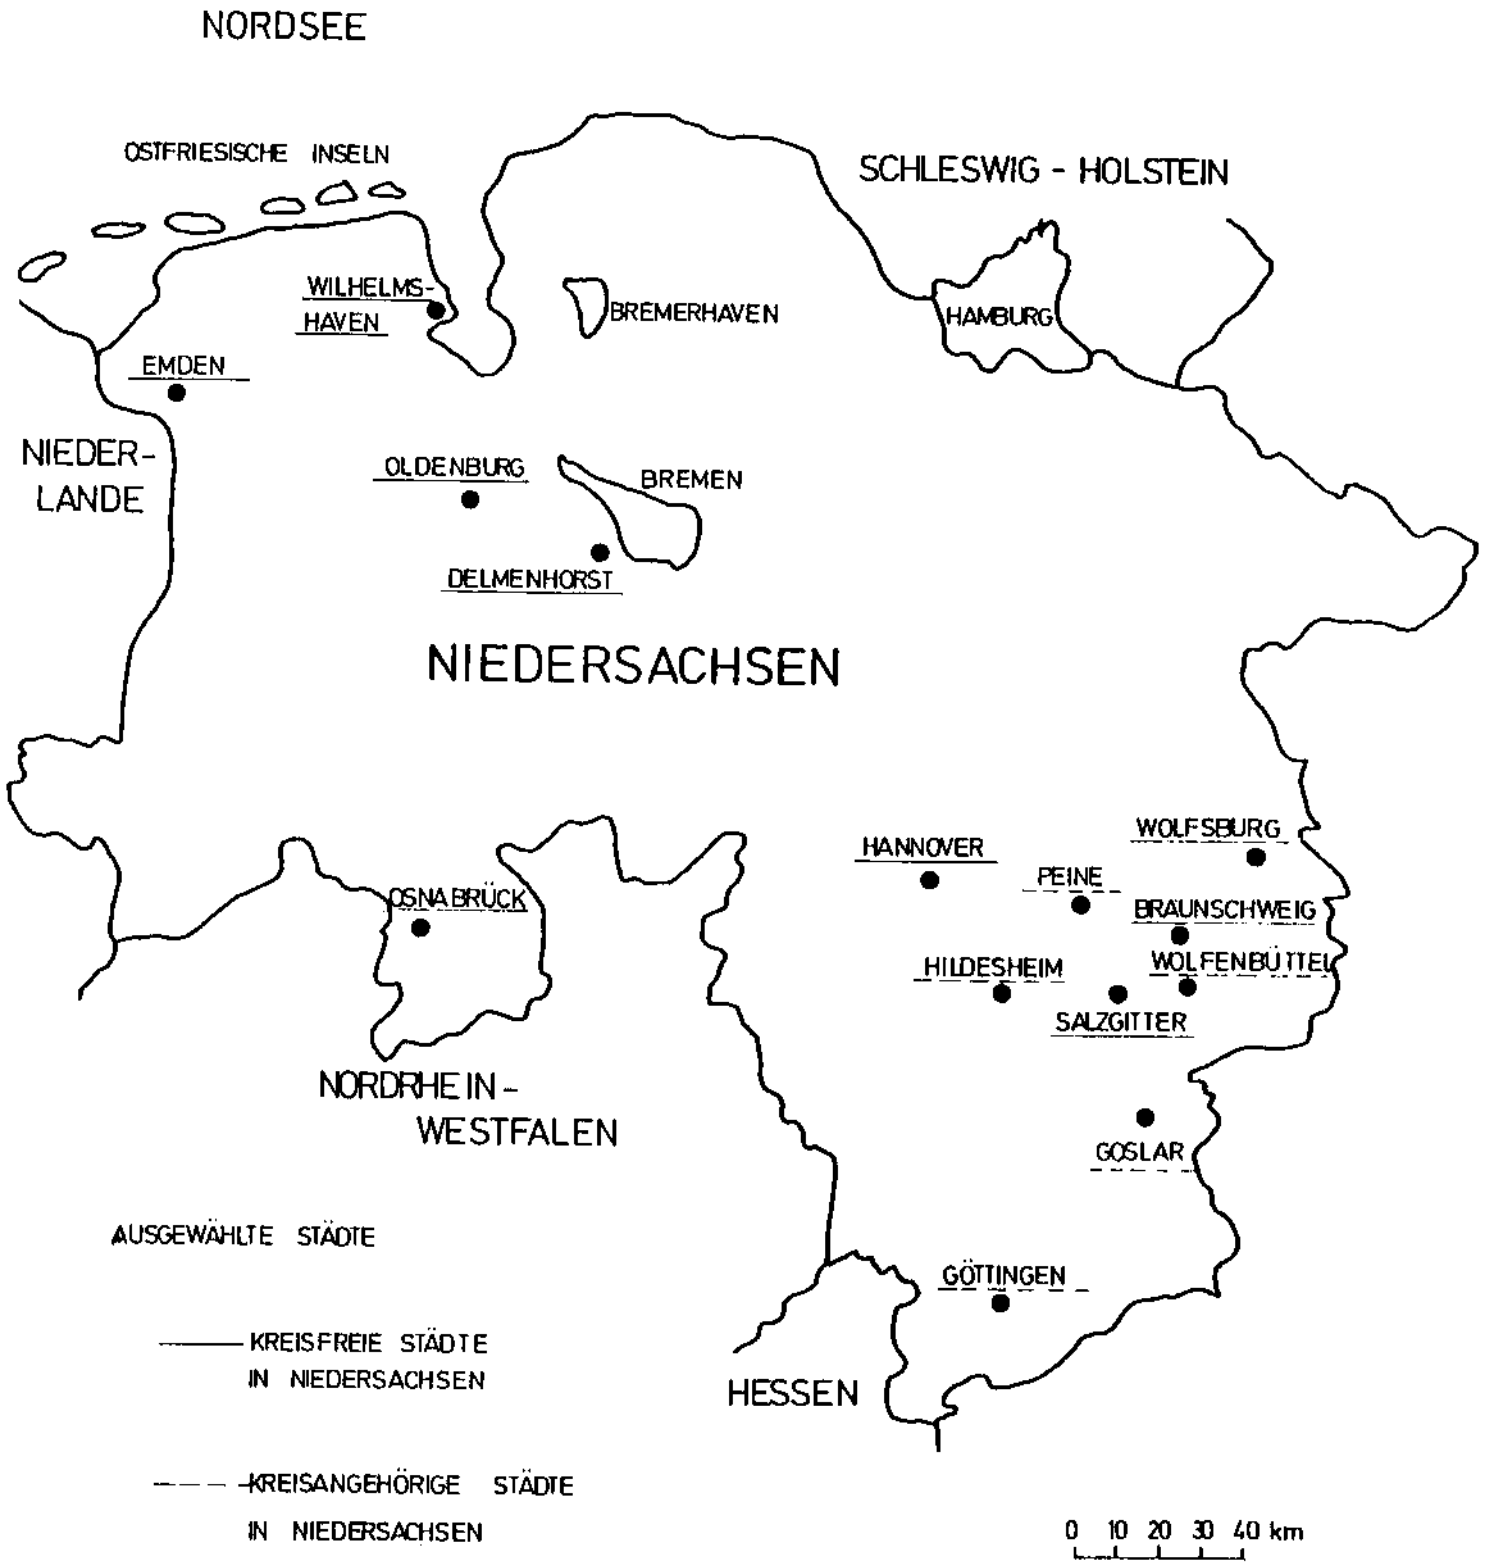 NORDSEE
OSTFRIESISCHE INSELN
SCHLESWIG - HOLSTEIN
WILHELMS-
HAVEN
BREMERHAVEN
HAMBURG
EMDEN
NIEDER-
LANDE
OLDENBURG
BREMEN
DELMENHORST
NIEDERSACHSEN
WOLFSBURG
HANNOVER
PEINE
OSNABRÜCK
BRAUNSCHWEIG
HILDESHEIM
WOLFENBÜTTEL
SALZGITTER
NORDRHEIN-
WESTFALEN
GOSLAR
AUSGEWÄHLTE STÄDTE
GÖTTINGEN
KREISFREIE STÄDTE
IN NIEDERSACHSEN
HESSEN
KREISANGEHÖRIGE STÄDTE
IN NIEDERSACHSEN
0 10 20 30 40 km